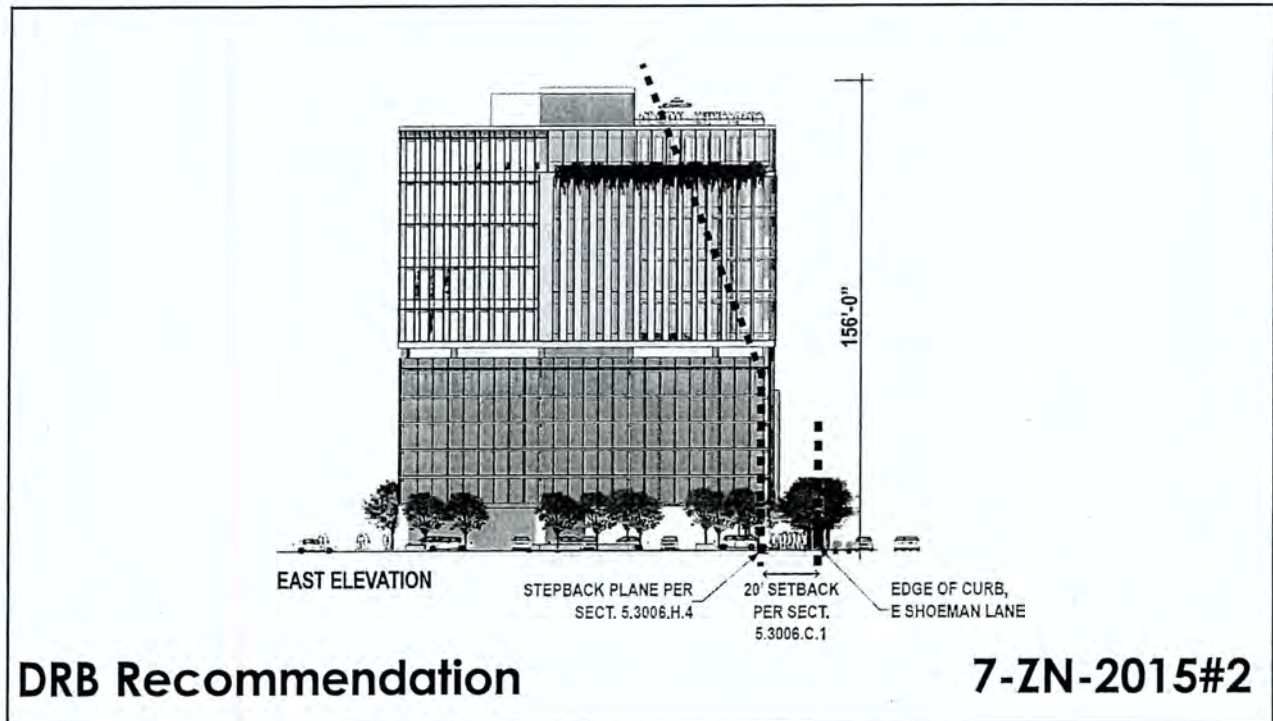 156'-0"
EAST ELEVATION
STEPBACK PLANE PER
SECT. 5.3006.H.4
20' SETBACK
PER SECT.
5.3006.C.1
EDGE OF CURB,
E SHOEMAN LANE
DRB Recommendation
7-ZN-2015#2